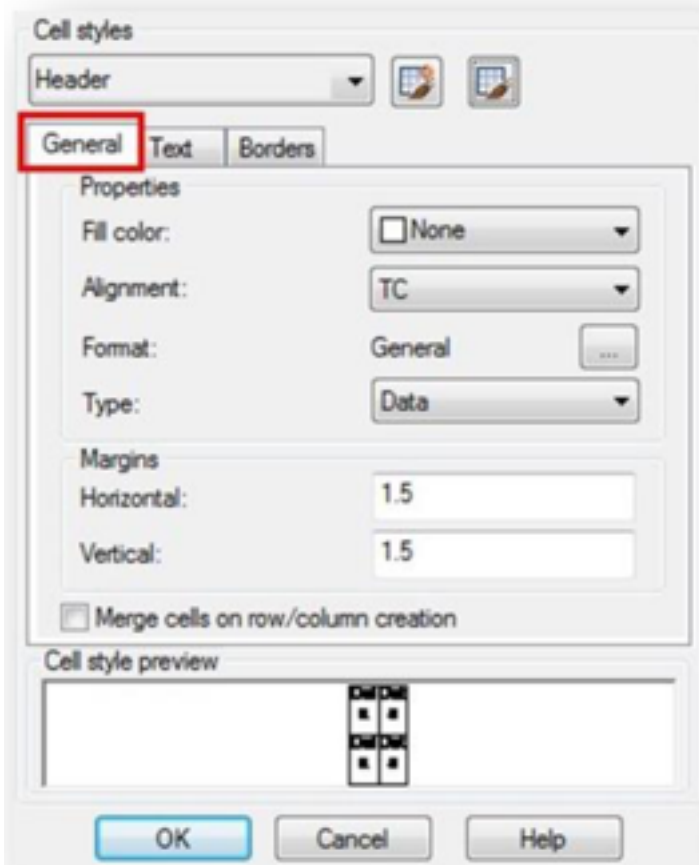 Cell styles
Header
General Text Borders
Properties
Fill color: None
Alignment: TC
Format: General ...
Type: Data
Margins
Horizontal: 1.5
Vertical: 1.5
Merge cells on row/column creation
Cell style preview
OK Cancel Help